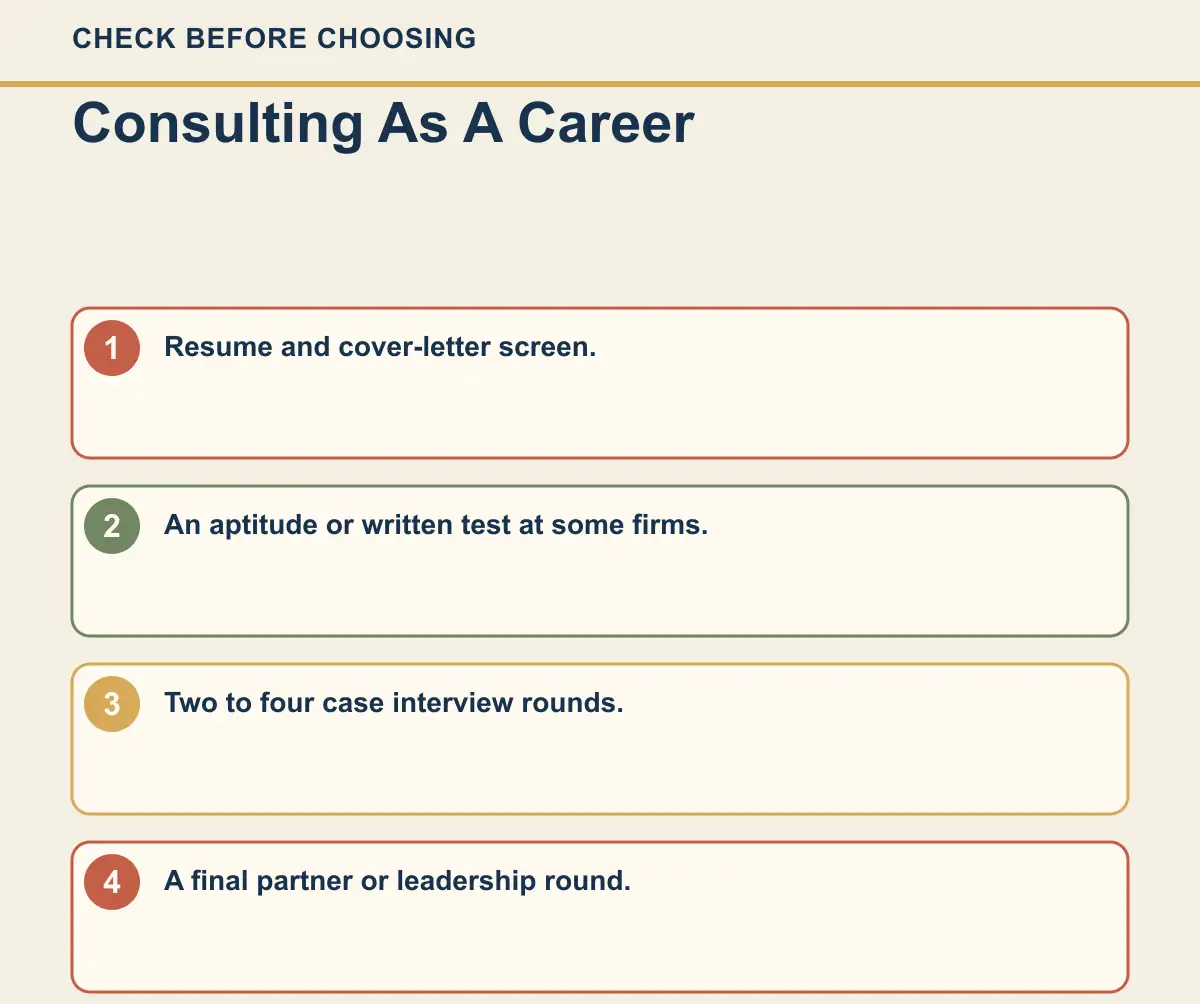 CHECK BEFORE CHOOSING
Consulting As A Career
1 Resume and cover-letter screen.
2 An aptitude or written test at some firms.
3 Two to four case interview rounds.
4 A final partner or leadership round.